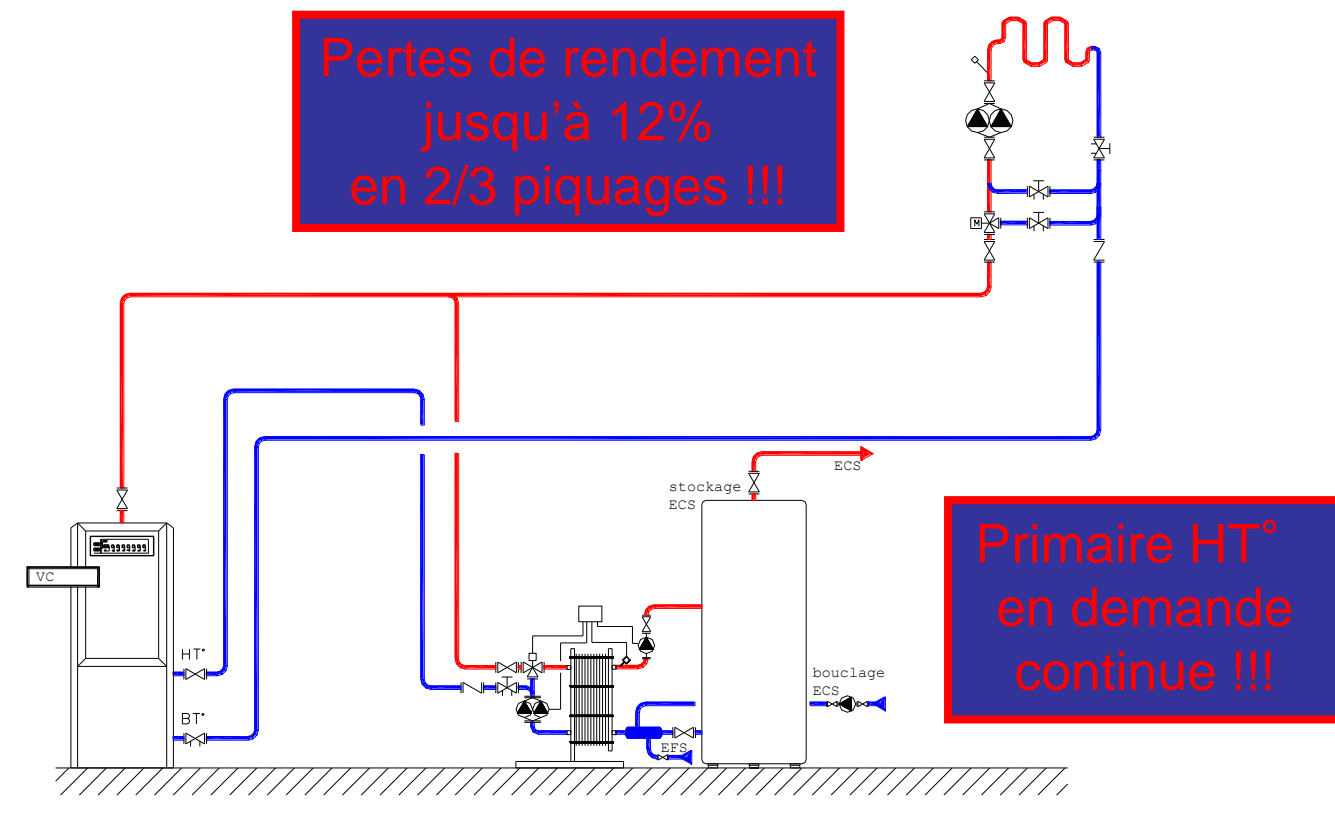 Pertes de rendement
jusqu'à 12%
en 2/3 piquages !!!
M
ECS
stockage
ECS
VC
Primaire HT°
en demande
continue !!!
HT°
bouclage
ECS
BT°
EFS